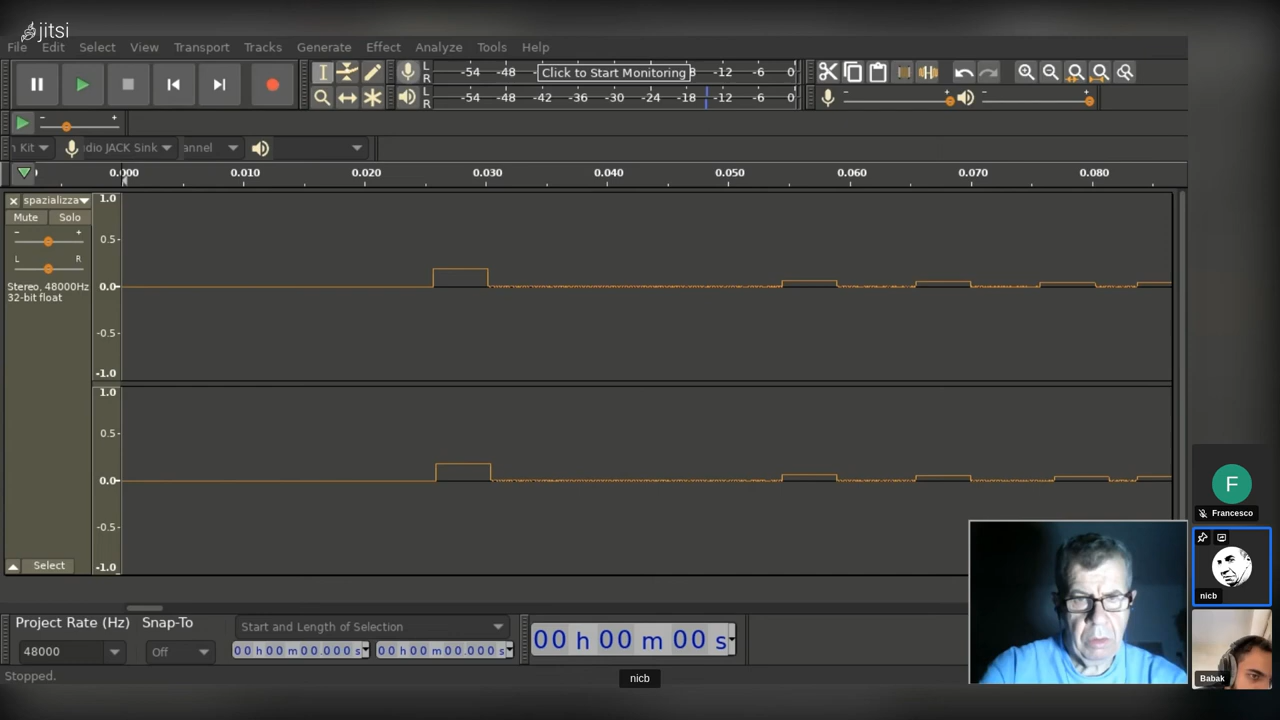 jitsi
File Edit Select View Transport Tracks Generate Effect Analyze Tools Help
L R -54 -48 Click to Start Monitoring -12 -6 0
L R -54 -48 -42 -36 -30 -24 -18 -12 -6 0
- + - +
- +
Kit dio JACK Sink annel
0.000 0.010 0.020 0.030 0.040 0.050 0.060 0.070 0.080
spazializza
Mute Solo
- +
L R
Stereo, 48000Hz
32-bit float
1.0
0.5
0.0
-0.5
-1.0
1.0
0.5
0.0
-0.5
-1.0
Select
F
Francesco
nicb
Babak
Project Rate (Hz) Snap-To
Start and Length of Selection
48000 Off
00 h 00 m 00.000 s 00 h 00 m 00.000 s
00 h 00 m 00 s
Stopped.
nicb